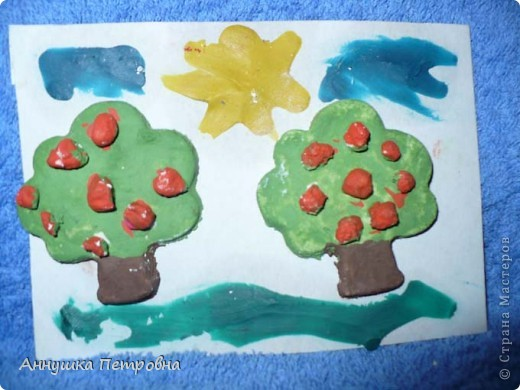 Аннушка Петровна
© Страна Мастеров